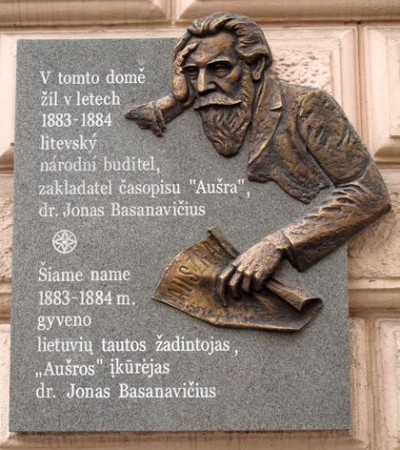 V tomto domě
žil v letech
1883-1884
litevský
národní buditel,
zakladatel časopisu "Aušra",
dr. Jonas Basanavičius
Šiame name
1883-1884 m.
gyveno
lietuvių tautos žadintojas,
„Aušros" įkūrėjas
dr. Jonas Basanavičius